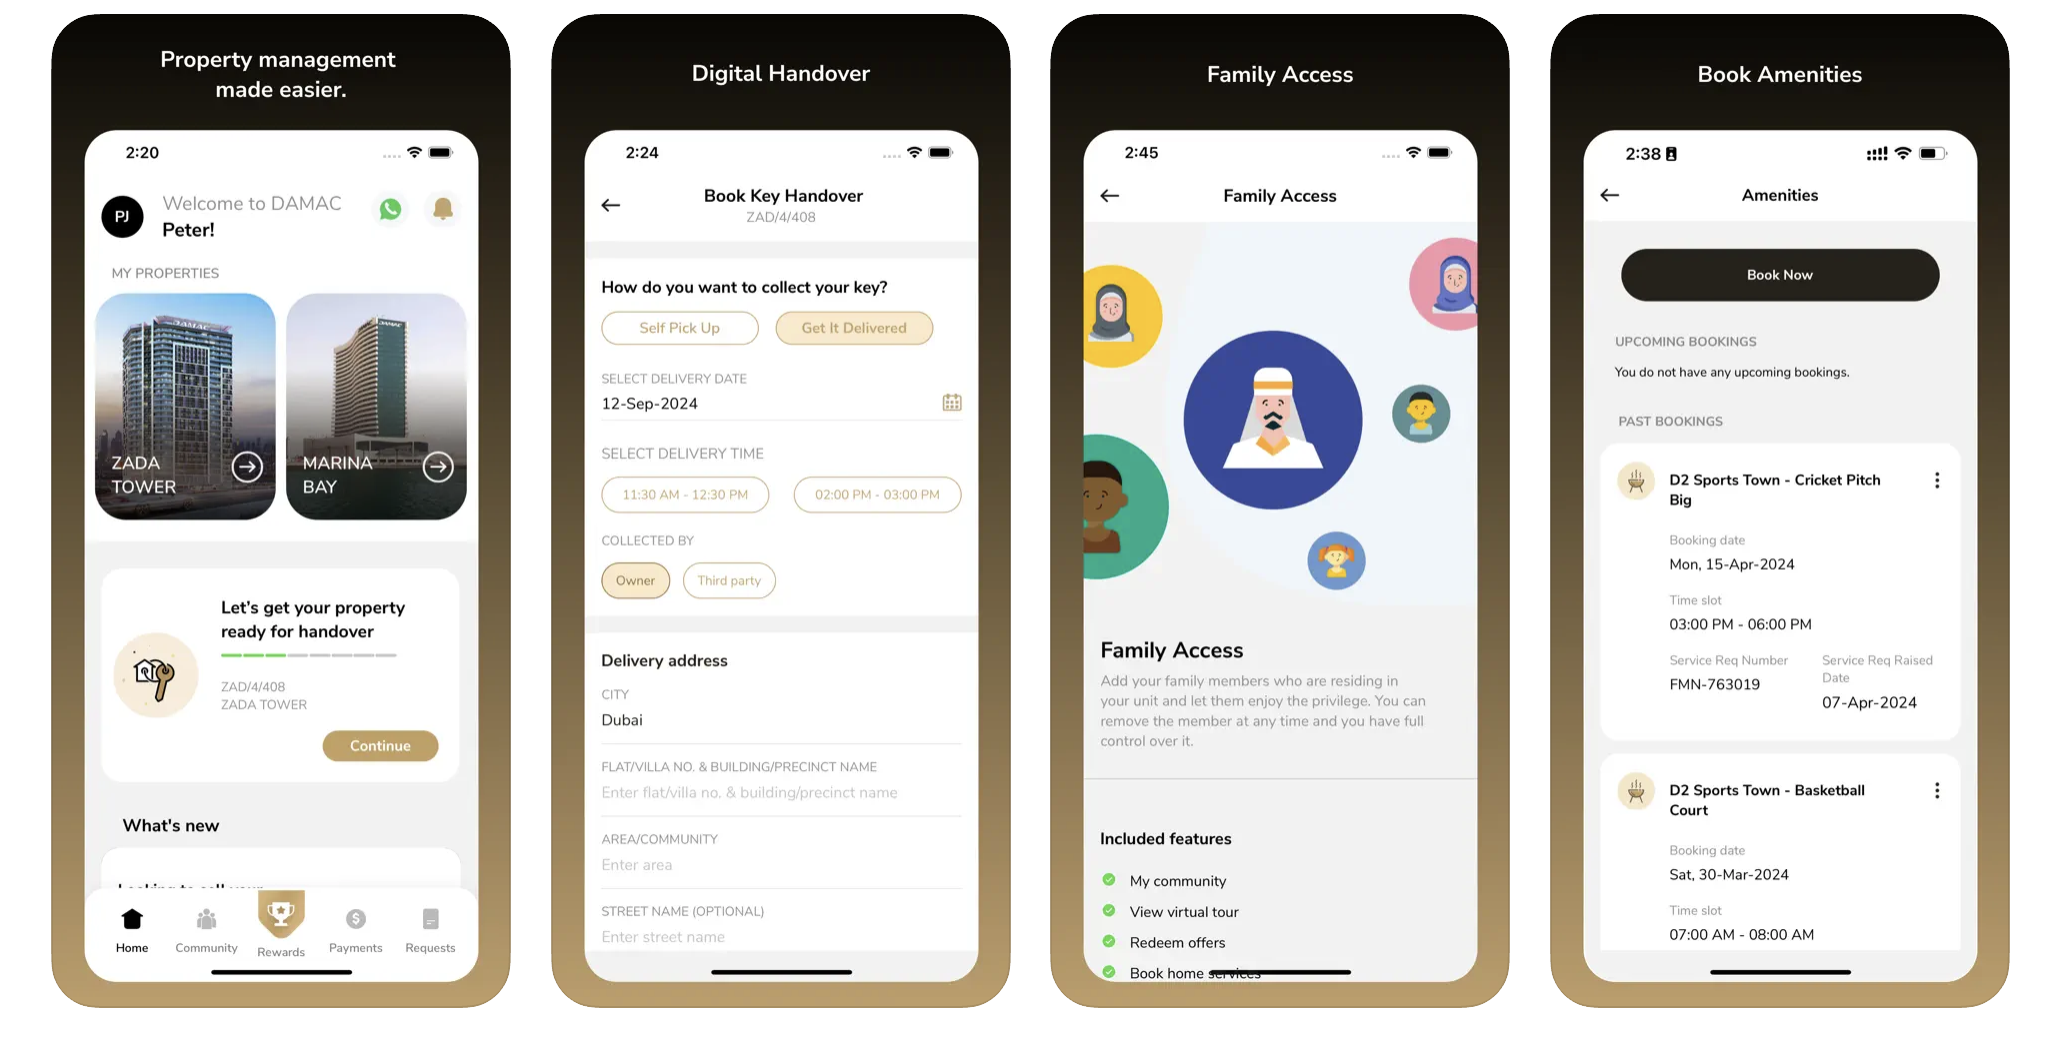 Property management
made easier.
2:20
PJ
Welcome to DAMAC
Peter!
MY PROPERTIES
DAMAC
ZADA
TOWER
DAMAC
MARINA
BAY
Let's get your property
ready for handover
ZAD/4/408
ZADA TOWER
Continue
What's new
Home
Community
Rewards
Payments
Requests
Digital Handover
2:24
Book Key Handover
ZAD/4/408
How do you want to collect your key?
Self Pick Up
Get It Delivered
SELECT DELIVERY DATE
12-Sep-2024
SELECT DELIVERY TIME
11:30 AM - 12:30 PM
02:00 PM - 03:00 PM
COLLECTED BY
Owner
Third party
Delivery address
CITY
Dubai
FLAT/VILLA NO. & BUILDING/PRECINCT NAME
Enter flat/villa no. & building/precinct name
AREA/COMMUNITY
Enter area
STREET NAME (OPTIONAL)
Enter street name
Family Access
2:45
Family Access
Family Access
Add your family members who are residing in
your unit and let them enjoy the privilege. You can
remove the member at any time and you have full
control over it.
Included features
My community
View virtual tour
Redeem offers
Book home services
Book Amenities
2:38
Amenities
Book Now
UPCOMING BOOKINGS
You do not have any upcoming bookings.
PAST BOOKINGS
D2 Sports Town - Cricket Pitch
Big
Booking date
Mon, 15-Apr-2024
Time slot
03:00 PM - 06:00 PM
Service Req Number
FMN-763019
Service Req Raised
Date
07-Apr-2024
D2 Sports Town - Basketball
Court
Booking date
Sat, 30-Mar-2024
Time slot
07:00 AM - 08:00 AM